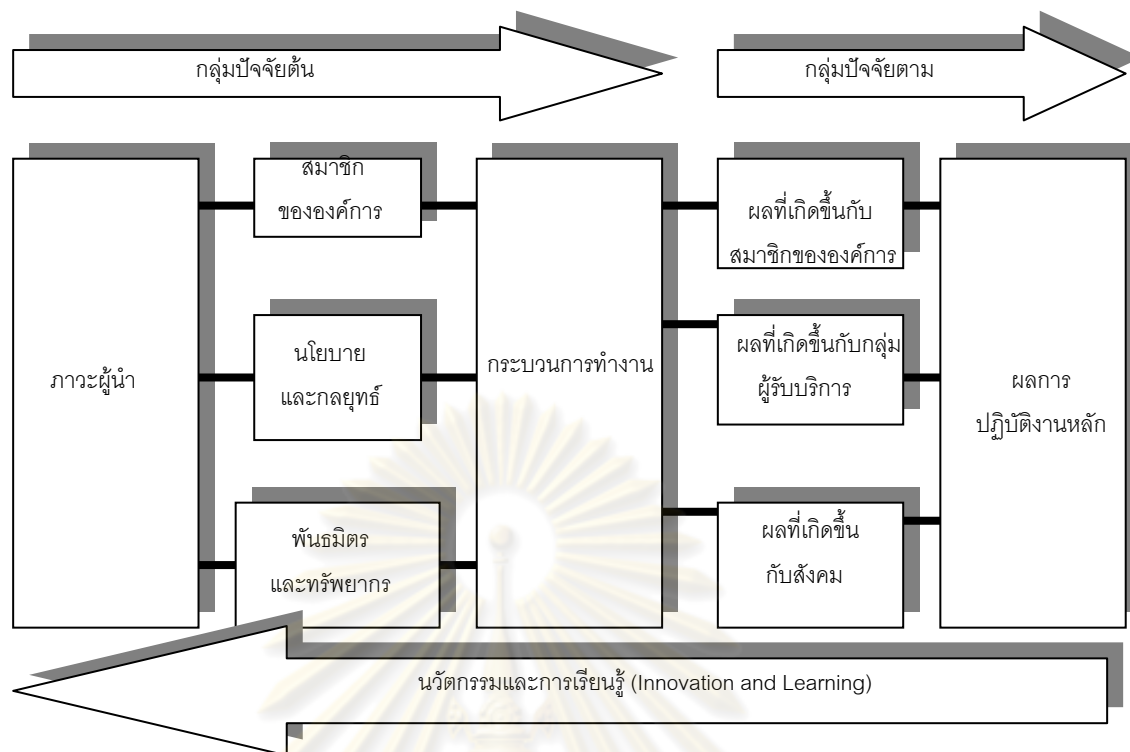 กลุ่มปัจจัยต้น
กลุ่มปัจจัยตาม
ภาวะผู้นำ
สมาชิก
ขององค์การ
นโยบาย
และกลยุทธ์
พันธมิตร
และทรัพยากร
กระบวนการทำงาน
ผลที่เกิดขึ้นกับ
สมาชิกขององค์การ
ผลที่เกิดขึ้นกับกลุ่ม
ผู้รับบริการ
ผลที่เกิดขึ้น
กับสังคม
ผลการ
ปฏิบัติงานหลัก
นวัตกรรมและการเรียนรู้ (Innovation and Learning)